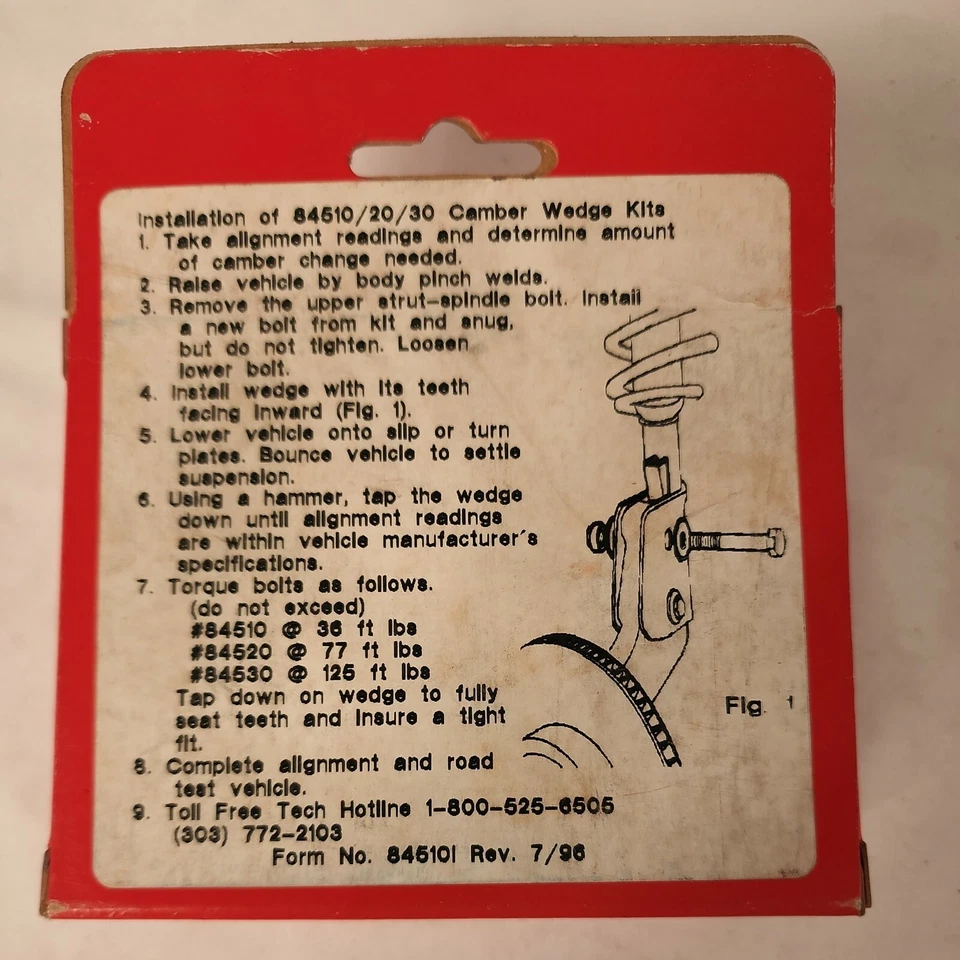 Installation of 84510/20/30 Camber Wedge Kits
1. Take alignment readings and determine amount
of camber change needed.
2. Raise vehicle by body pinch welds.
3. Remove the upper strut-spindle bolt. Install
a new bolt from kit and snug,
but do not tighten. Loosen
lower bolt.
4. Install wedge with its teeth
facing inward (Fig. 1).
5. Lower vehicle onto slip or turn
plates. Bounce vehicle to settle
suspension.
6. Using a hammer, tap the wedge
down until alignment readings
are within vehicle manufacturer's
specifications.
7. Torque bolts as follows.
(do not exceed)
#84510 @ 36 ft lbs
#84520 @ 77 ft lbs
#84530 @ 125 ft lbs
Tap down on wedge to fully
seat teeth and insure a tight
fit.
8. Complete alignment and road
test vehicle.
9. Toll Free Tech Hotline 1-800-525-6505
(303) 772-2103
Form No. 84510I Rev. 7/96
Fig. 1